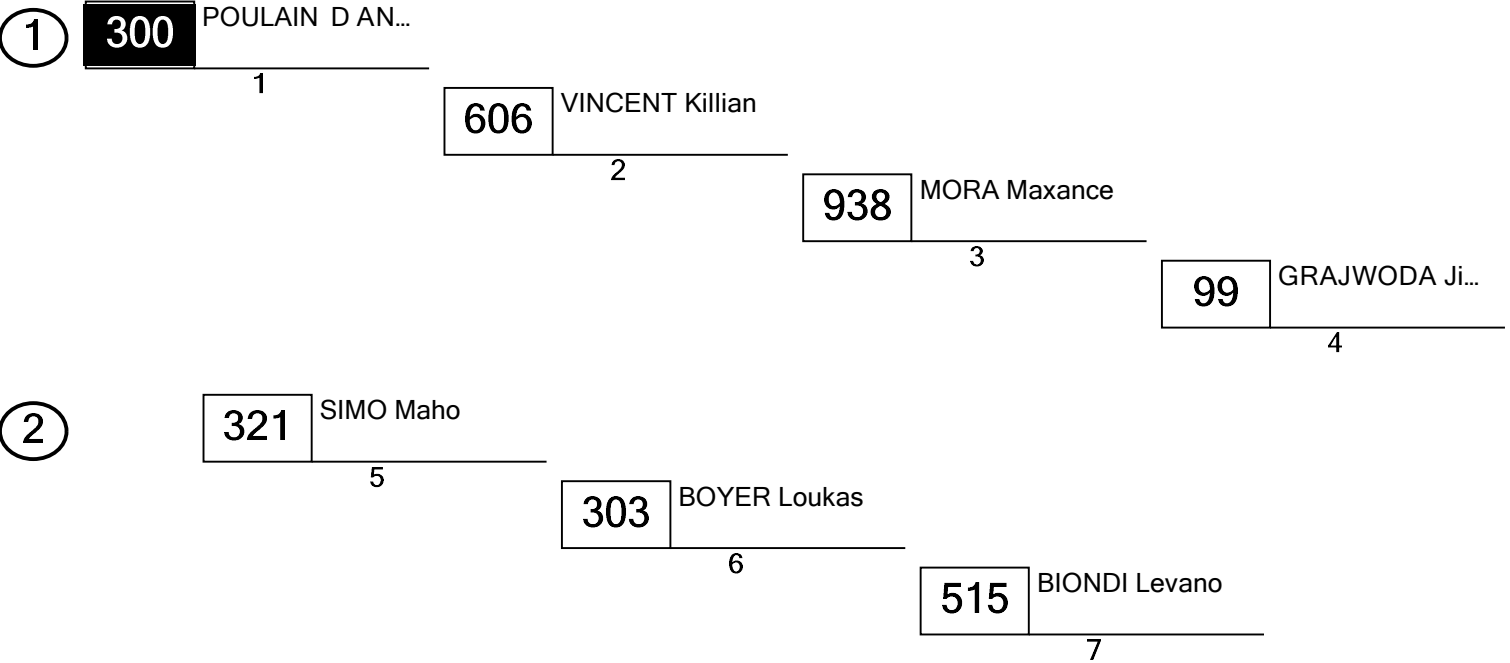 1
300 POULAIN D AN...
1
606 VINCENT Killian
2
938 MORA Maxance
3
99 GRAJWODA Ji...
4
2
321 SIMO Maho
5
303 BOYER Loukas
6
515 BIONDI Levano
7